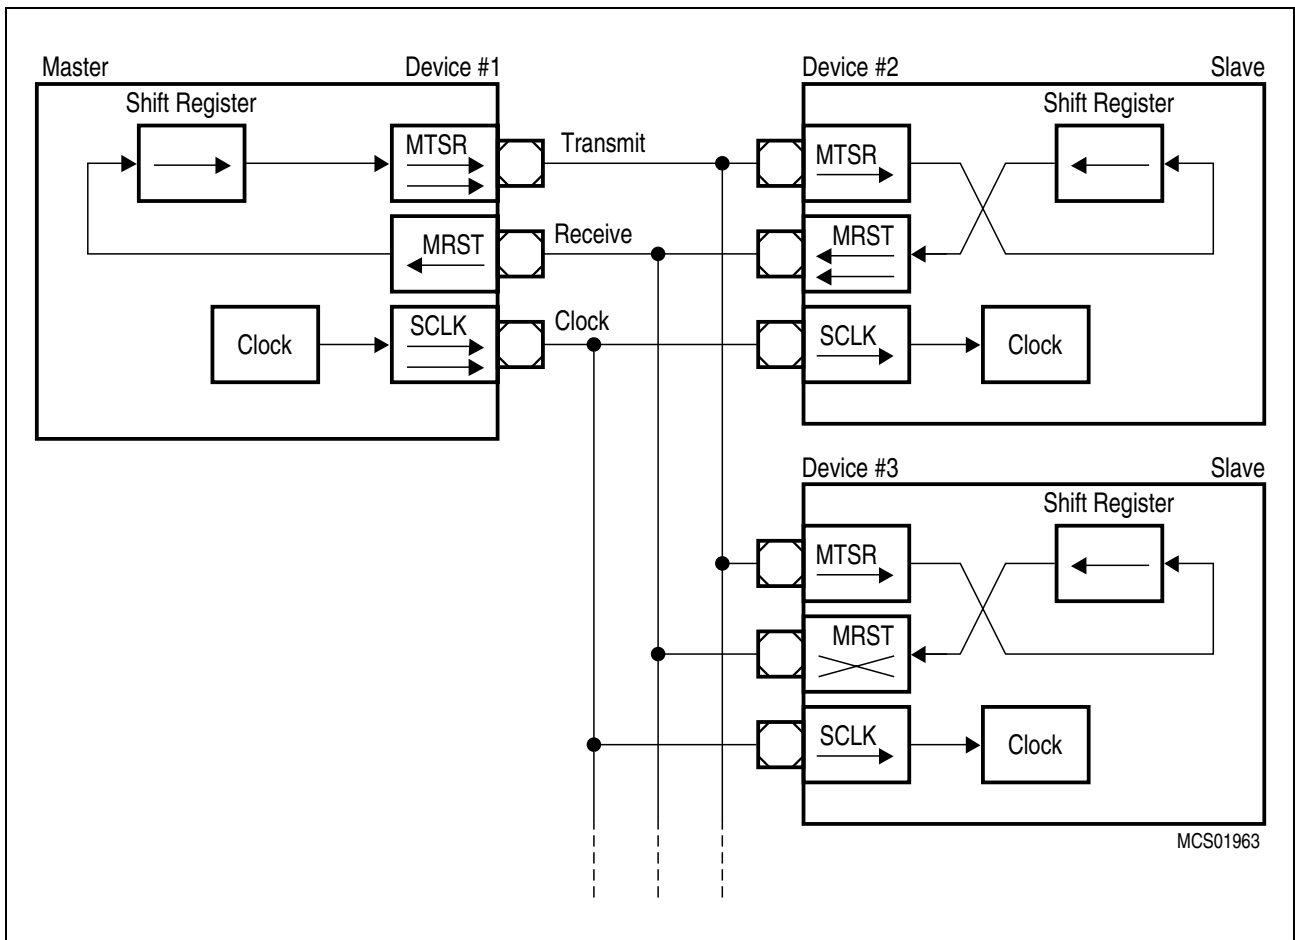 Master Device #1
Shift Register
MTSR
Transmit
MRST
Receive
Clock
SCLK
Clock
Device #2 Slave
Shift Register
MTSR
MRST
SCLK
Clock
Device #3 Slave
Shift Register
MTSR
MRST
SCLK
Clock
MCS01963